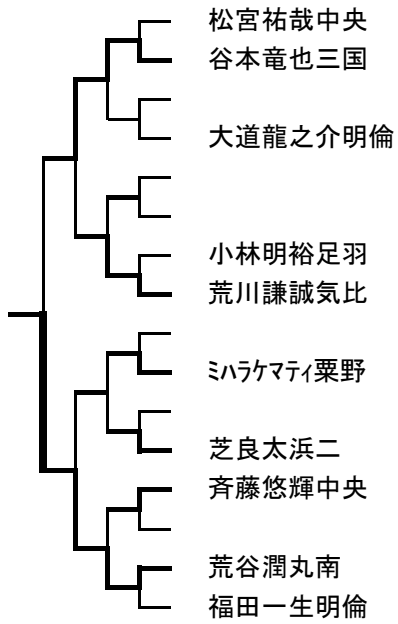 松宮祐哉中央
谷本竜也三国
大道龍之介明倫
小林明裕足羽
荒川謙誠気比
ﾐﾊﾗｹﾏﾃｨ粟野
芝良太浜二
斉藤悠輝中央
荒谷潤丸南
福田一生明倫